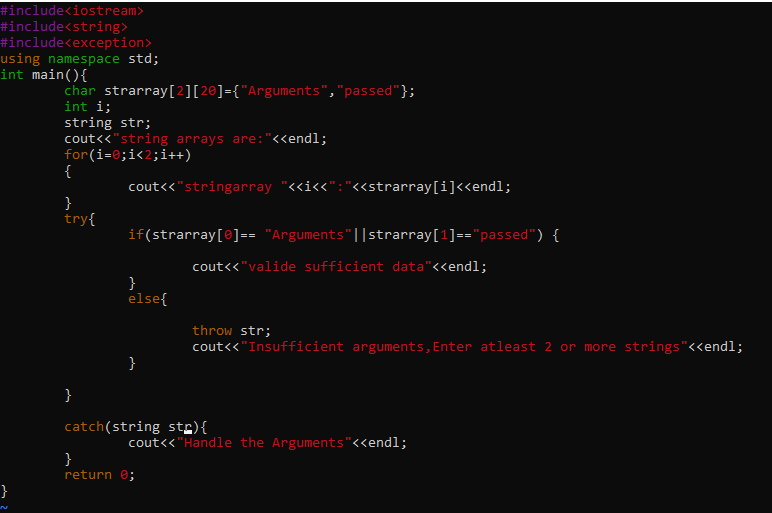 #include<iostream>
#include<string>
#include<exception>
using namespace std;
int main(){
        char strarray[2][20]={"Arguments","passed"};
        int i;
        string str;
        cout<<"string arrays are:"<<endl;
        for(i=0;i<2;i++)
        {
                cout<<"stringarray "<<i<<":"<<strarray[i]<<endl;
        }
        try{
                if(strarray[0]== "Arguments"||strarray[1]=="passed") {
                        cout<<"valide sufficient data"<<endl;
                }
                else{
                        throw str;
                        cout<<"Insufficient arguments,Enter atleast 2 or more strings"<<endl;
                }
        }
        catch(string str){
                cout<<"Handle the Arguments"<<endl;
        }
        return 0;
}
~